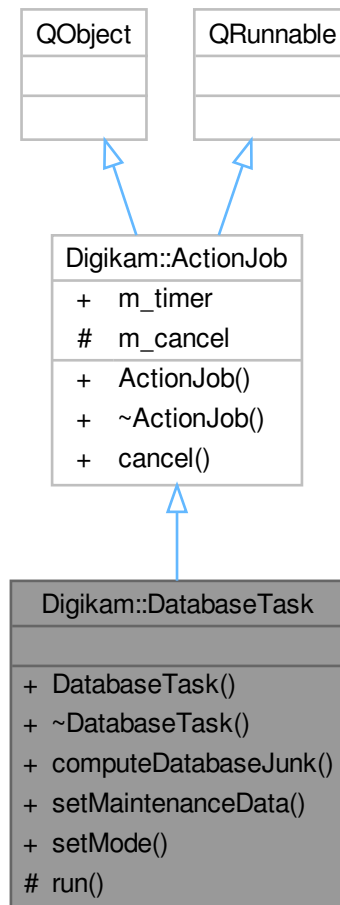 QObject
QRunnable
Digikam::ActionJob
+ m_timer
# m_cancel
+ ActionJob()
+ ~ActionJob()
+ cancel()
Digikam::DatabaseTask
+ DatabaseTask()
+ ~DatabaseTask()
+ computeDatabaseJunk()
+ setMaintenanceData()
+ setMode()
# run()